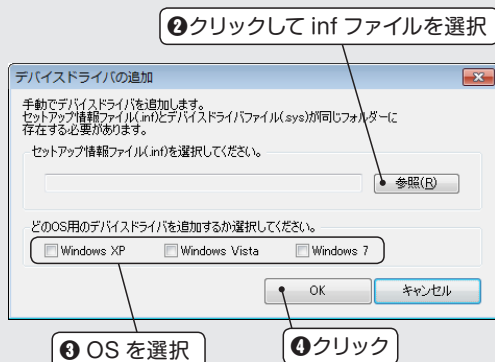 ❷クリックして inf ファイルを選択
デバイスドライバの追加
手動でデバイスドライバを追加します。
セットアップ情報ファイル(.inf)とデバイスドライバファイル(.sys)が同じフォルダーに
存在する必要があります。
セットアップ情報ファイル(.inf)を選択してください。
参照(R)
どのOS用のデバイスドライバを追加するか選択してください。
Windows XP Windows Vista Windows 7
OK キャンセル
❸ OS を選択 ❹クリック